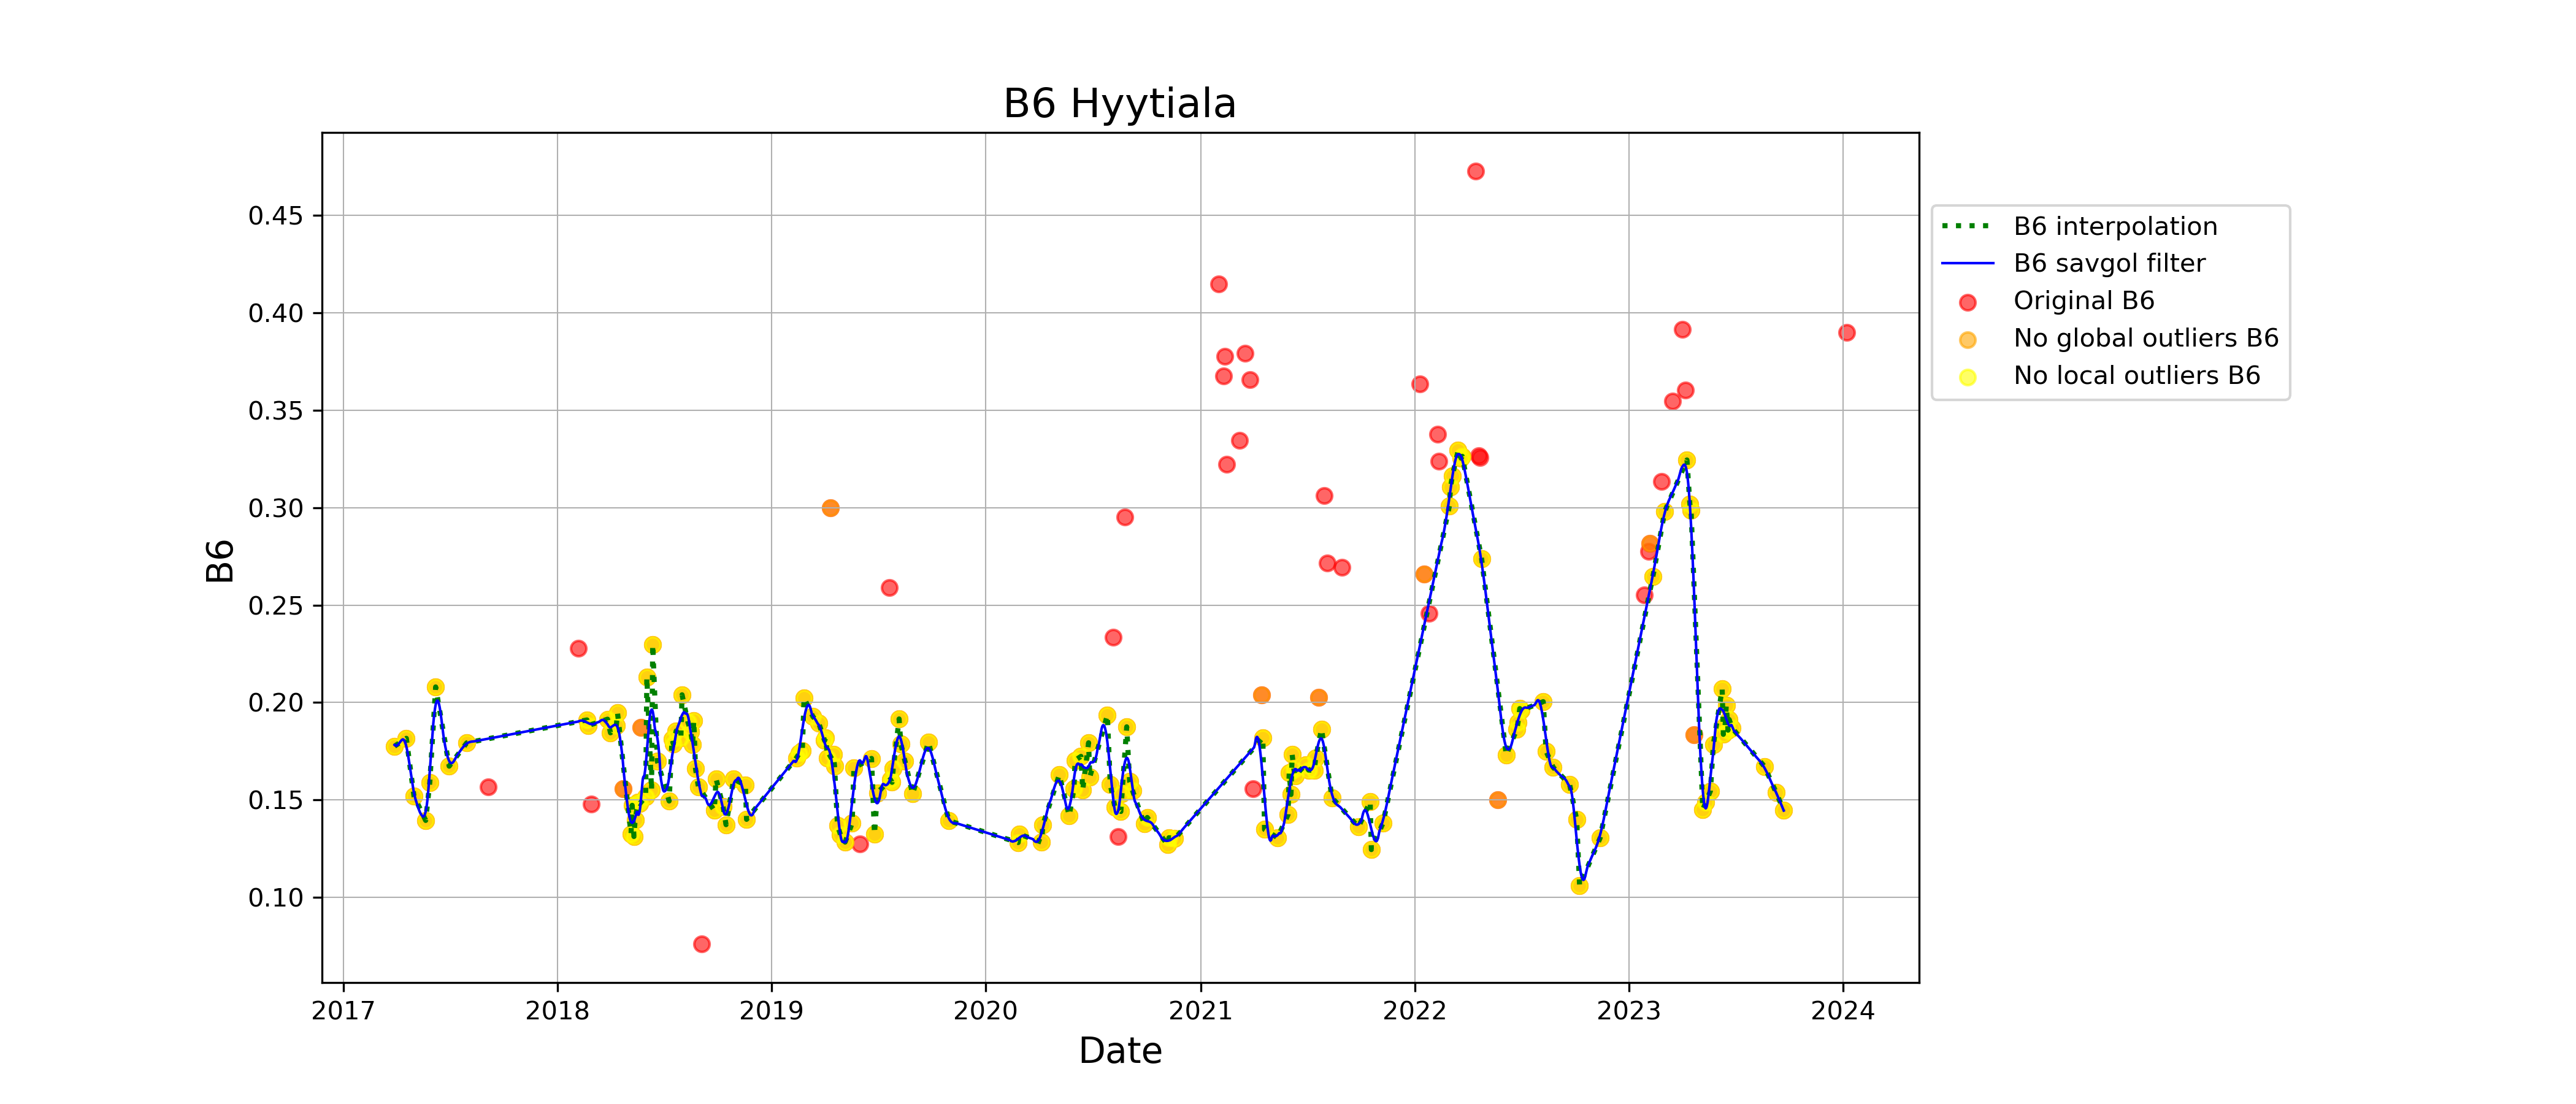 B6 Hyytiala
0.45
0.40
0.35
0.30
0.25
0.20
0.15
0.10
B6
2017 2018 2019 2020 2021 2022 2023 2024
Date
B6 interpolation
B6 savgol filter
Original B6
No global outliers B6
No local outliers B6